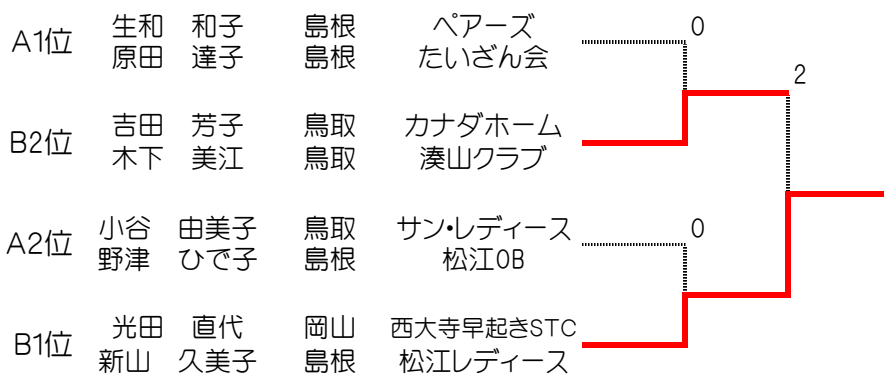 A1位 生和 和子 島根 ペアーズ 0
原田 達子 島根 たいざん会
2
B2位 吉田 芳子 鳥取 カナダホーム
木下 美江 鳥取 湊山クラブ
A2位 小谷 由美子 鳥取 サン・レディース 0
野津 ひで子 島根 松江OB
B1位 光田 直代 岡山 西大寺早起きSTC
新山 久美子 島根 松江レディース